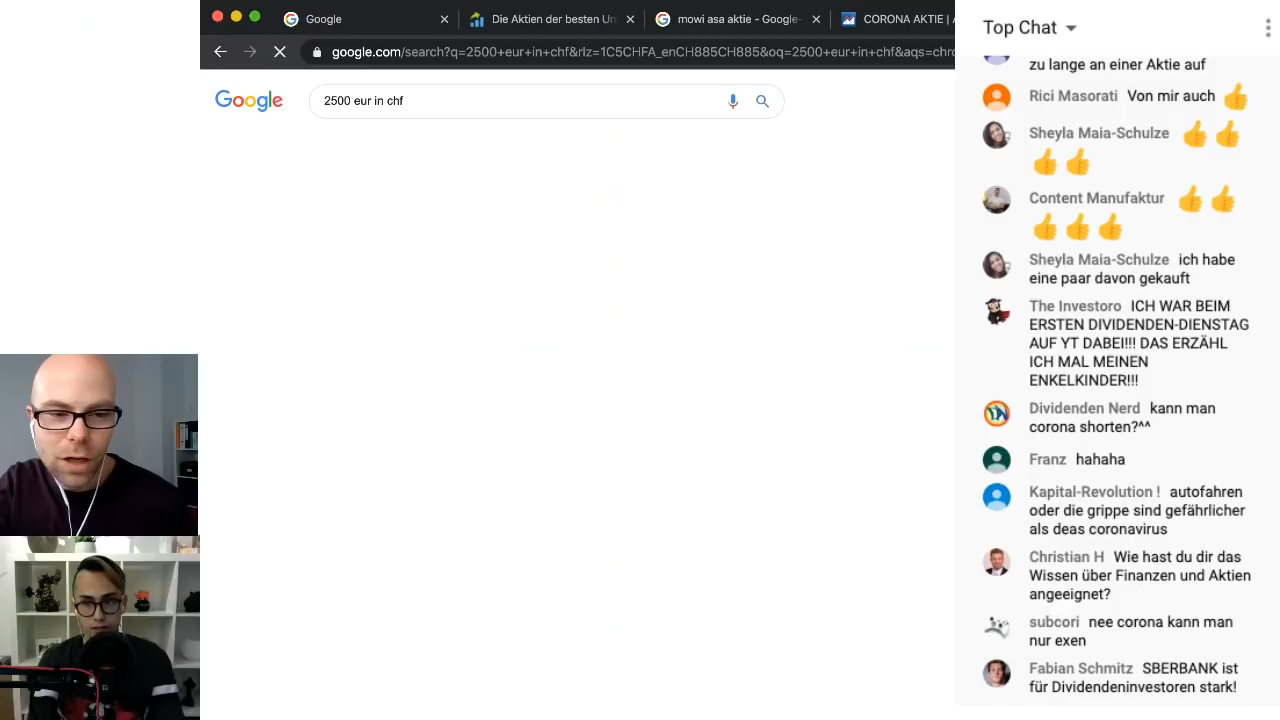 Google
Die Aktien der besten Un
mowi asa aktie - Google-
CORONA AKTIE | A
google.com/search?q=2500+eur+in+chf&rlz=1C5CHFA_enCH885CH885&oq=2500+eur+in+chf&aqs=chro
Google
2500 eur in chf
Top Chat
zu lange an einer Aktie auf
Rici Masorati Von mir auch 👍
Sheyla Maia-Schulze 👍👍
👍👍
Content Manufaktur 👍👍
👍👍👍
Sheyla Maia-Schulze ich habe
eine paar davon gekauft
The Investoro ICH WAR BEIM
ERSTEN DIVIDENDEN-DIENSTAG
AUF YT DABEI!!! DAS ERZÄHL
ICH MAL MEINEN
ENKELKINDER!!!
Dividenden Nerd kann man
corona shorten?^^
Franz hahaha
Kapital-Revolution ! autofahren
oder die grippe sind gefährlicher
als deas coronavirus
Christian H Wie hast du dir das
Wissen über Finanzen und Aktien
angeeignet?
subcori nee corona kann man
nur exen
Fabian Schmitz SBERBANK ist
für Dividendeninvestoren stark!